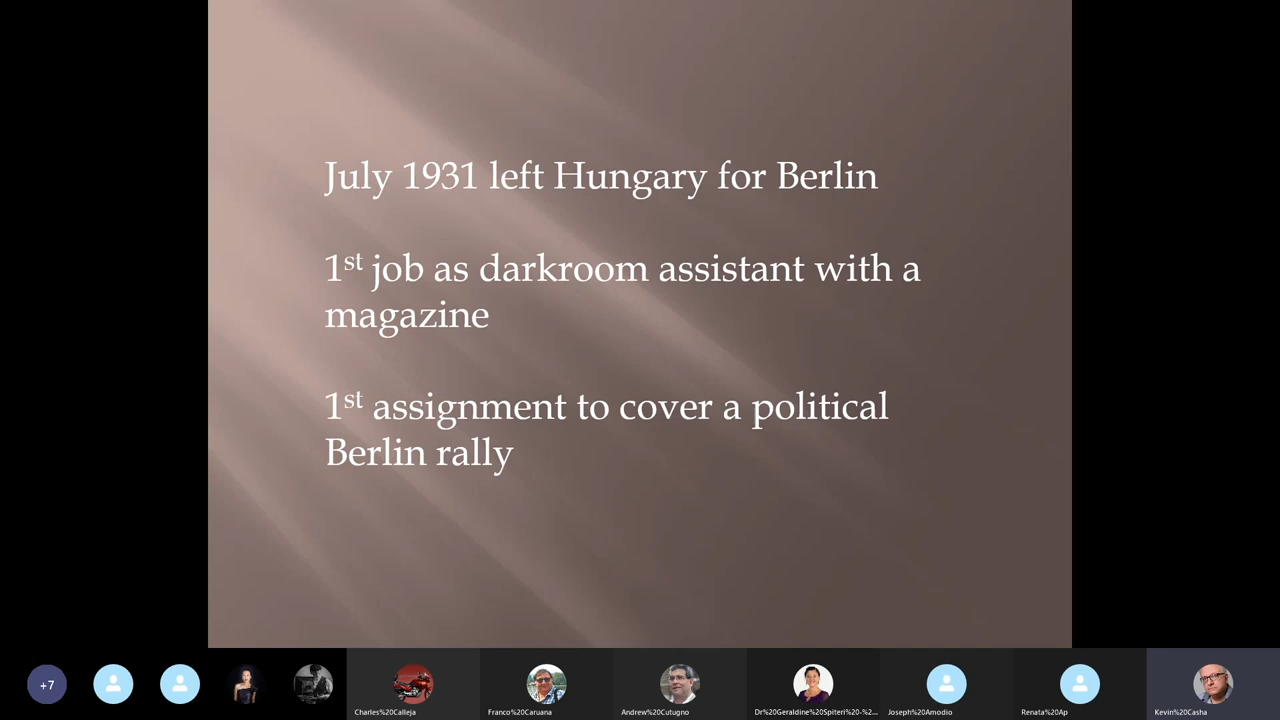 July 1931 left Hungary for Berlin
1st job as darkroom assistant with a
magazine
1st assignment to cover a political
Berlin rally
+7
Charles%20Calleja
Franco%20Caruana
Andrew%20Cutugno
Dr%20Geraldine%20Spiteri%20-%2...
Joseph%20Amodio
Renata%20Ap
Kevin%20Casha